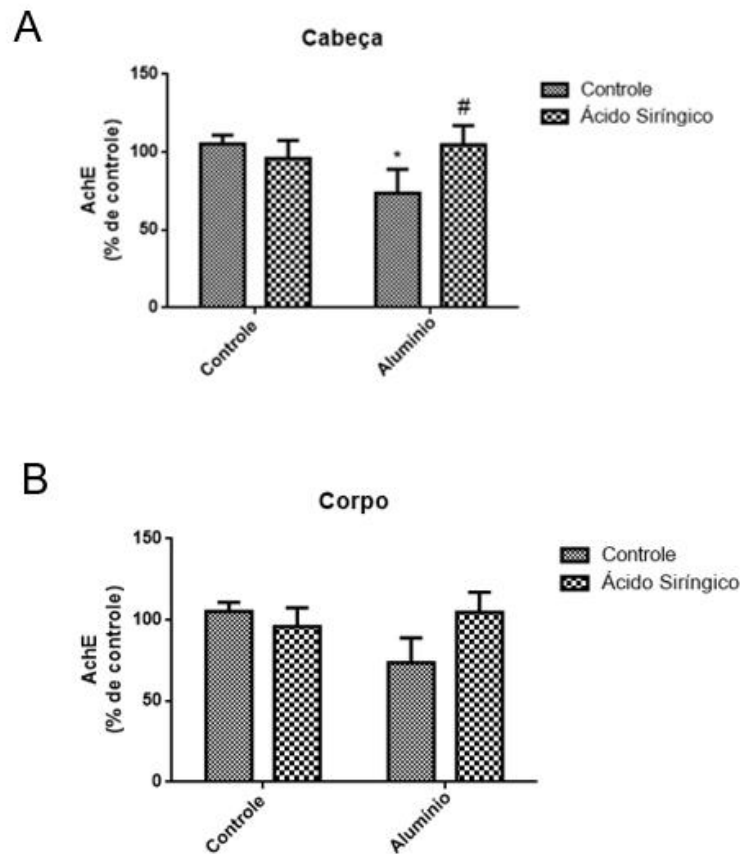 A
Cabeça
150
100
50
0
AchE
(% de controle)
*
#
Controle
Alumínio
Controle
Ácido Siríngico
B
Corpo
150
100
50
0
AchE
(% de controle)
Controle
Alumínio
Controle
Ácido Siríngico